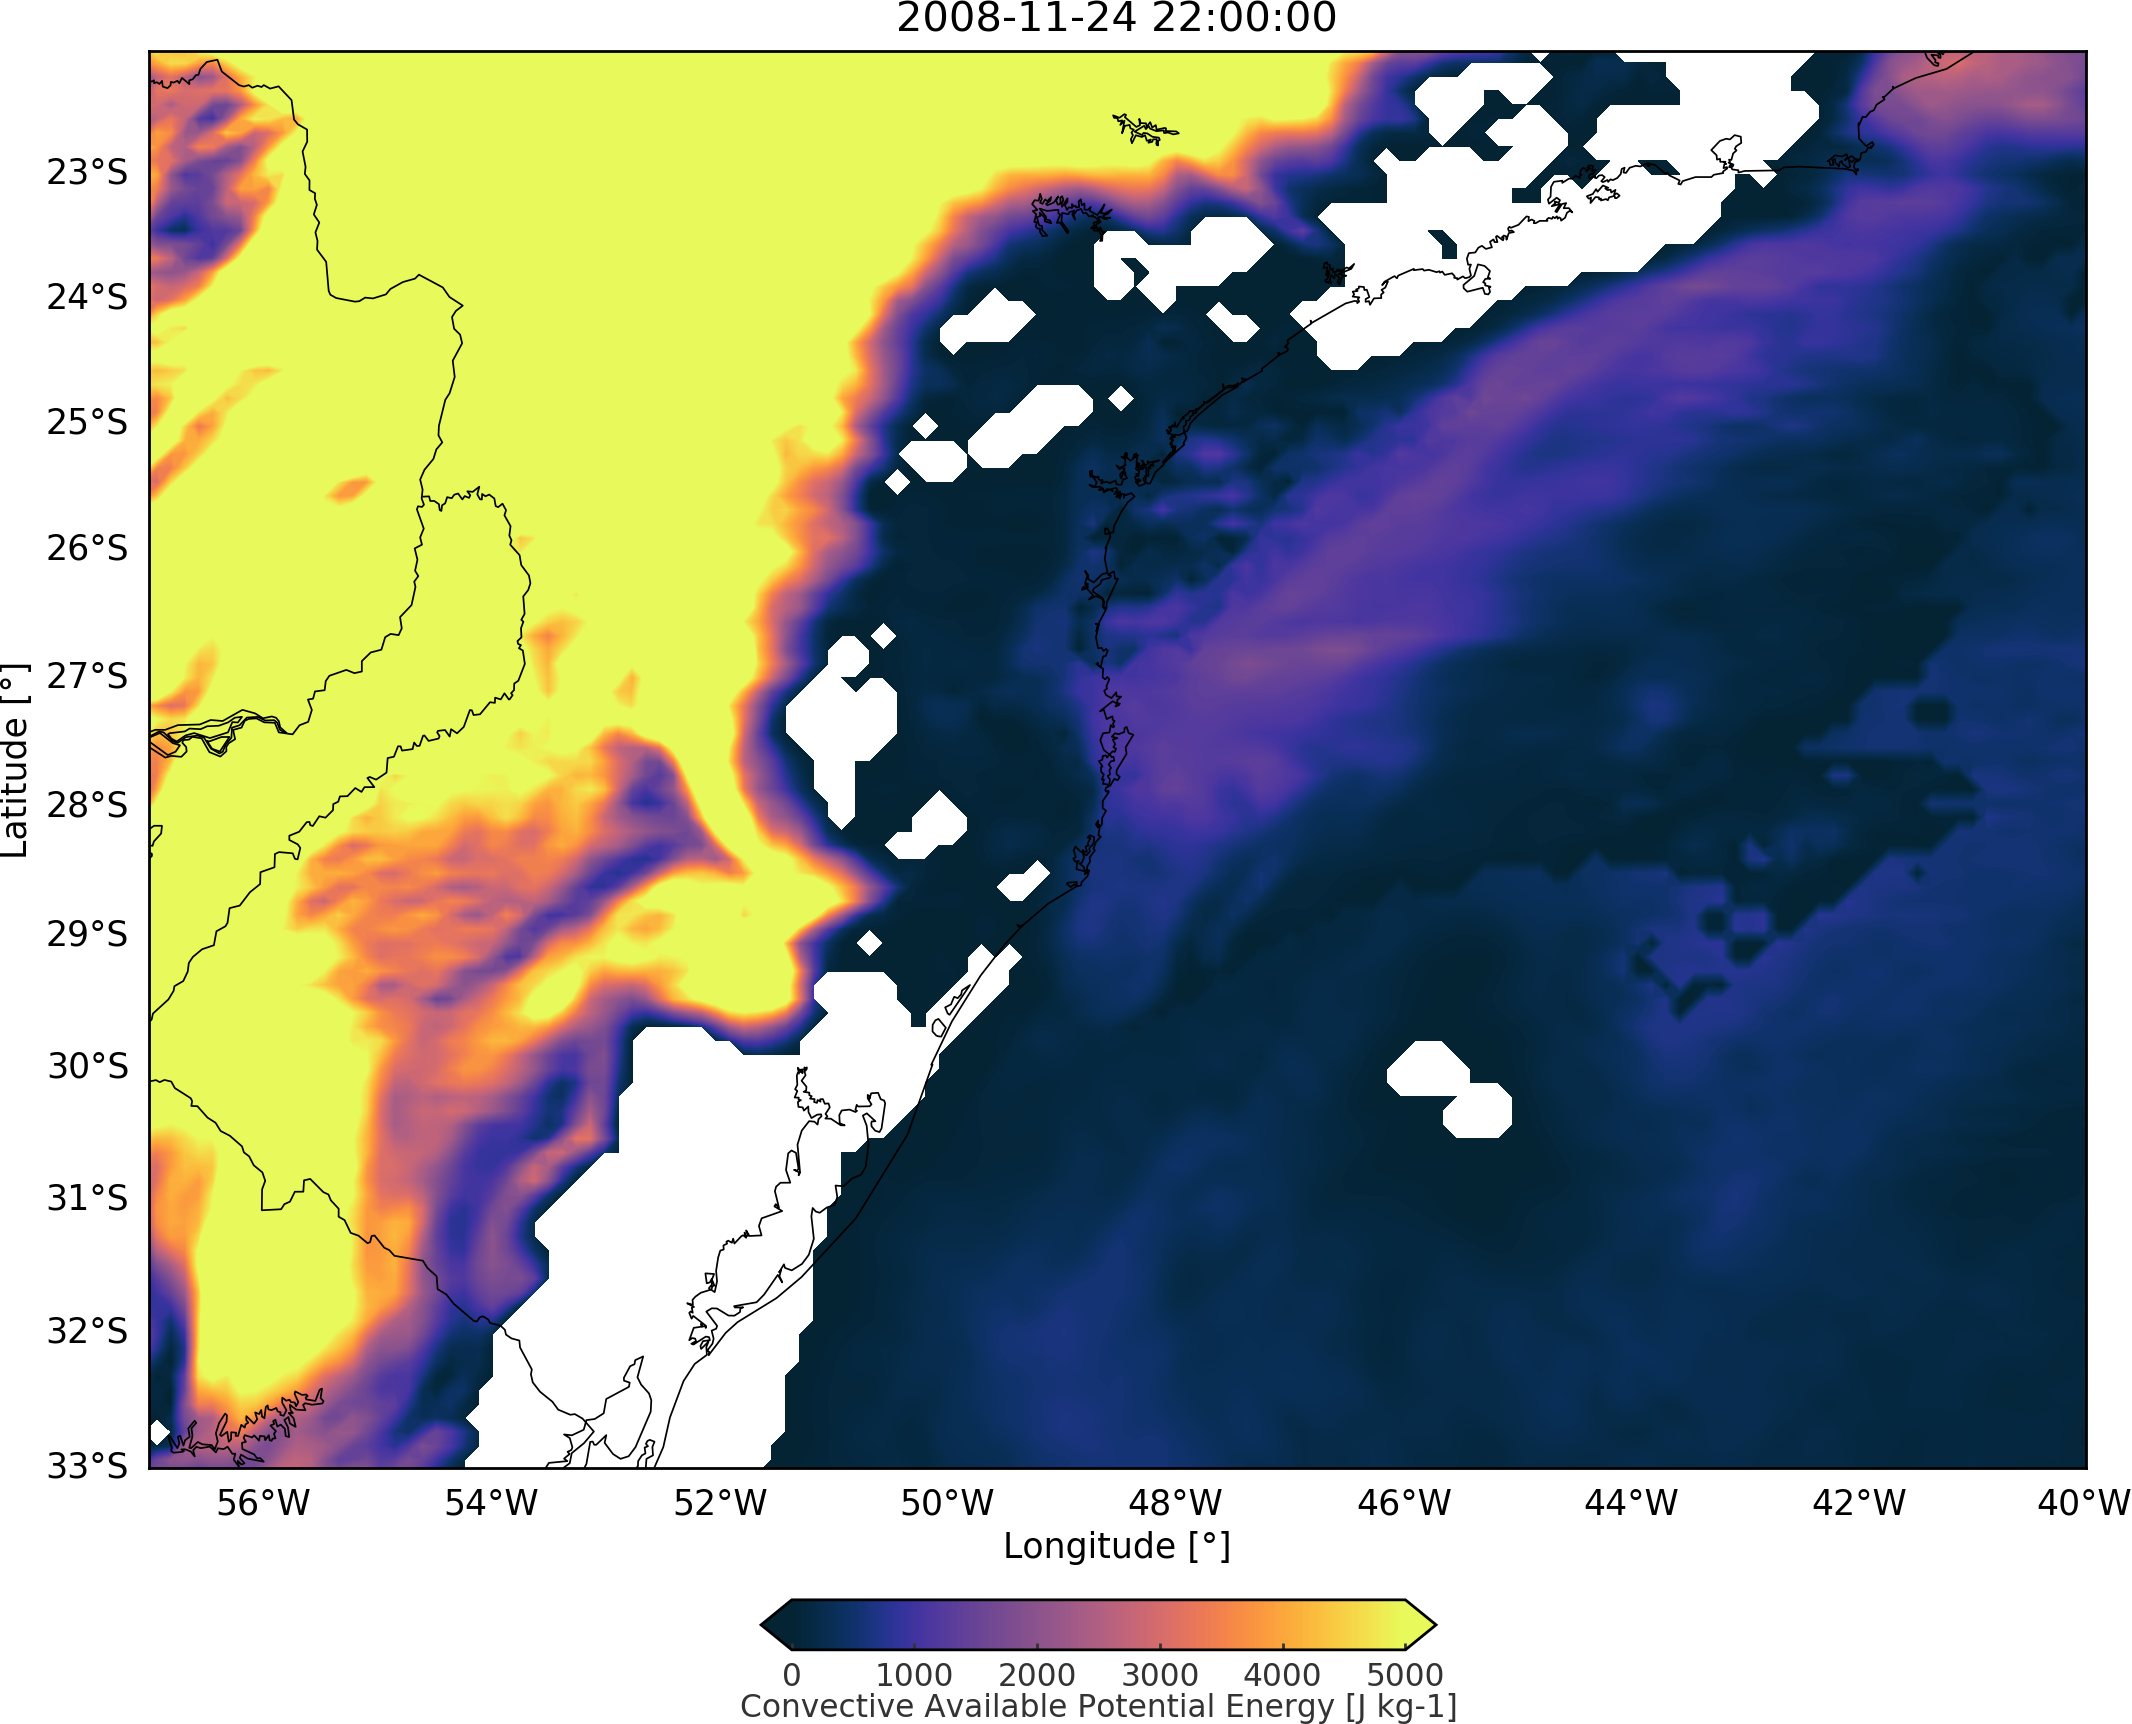 2008-11-24 22:00:00
23°S
24°S
25°S
26°S
27°S
28°S
29°S
30°S
31°S
32°S
33°S
Latitude [°]
56°W 54°W 52°W 50°W 48°W 46°W 44°W 42°W 40°W
Longitude [°]
0 1000 2000 3000 4000 5000
Convective Available Potential Energy [J kg-1]